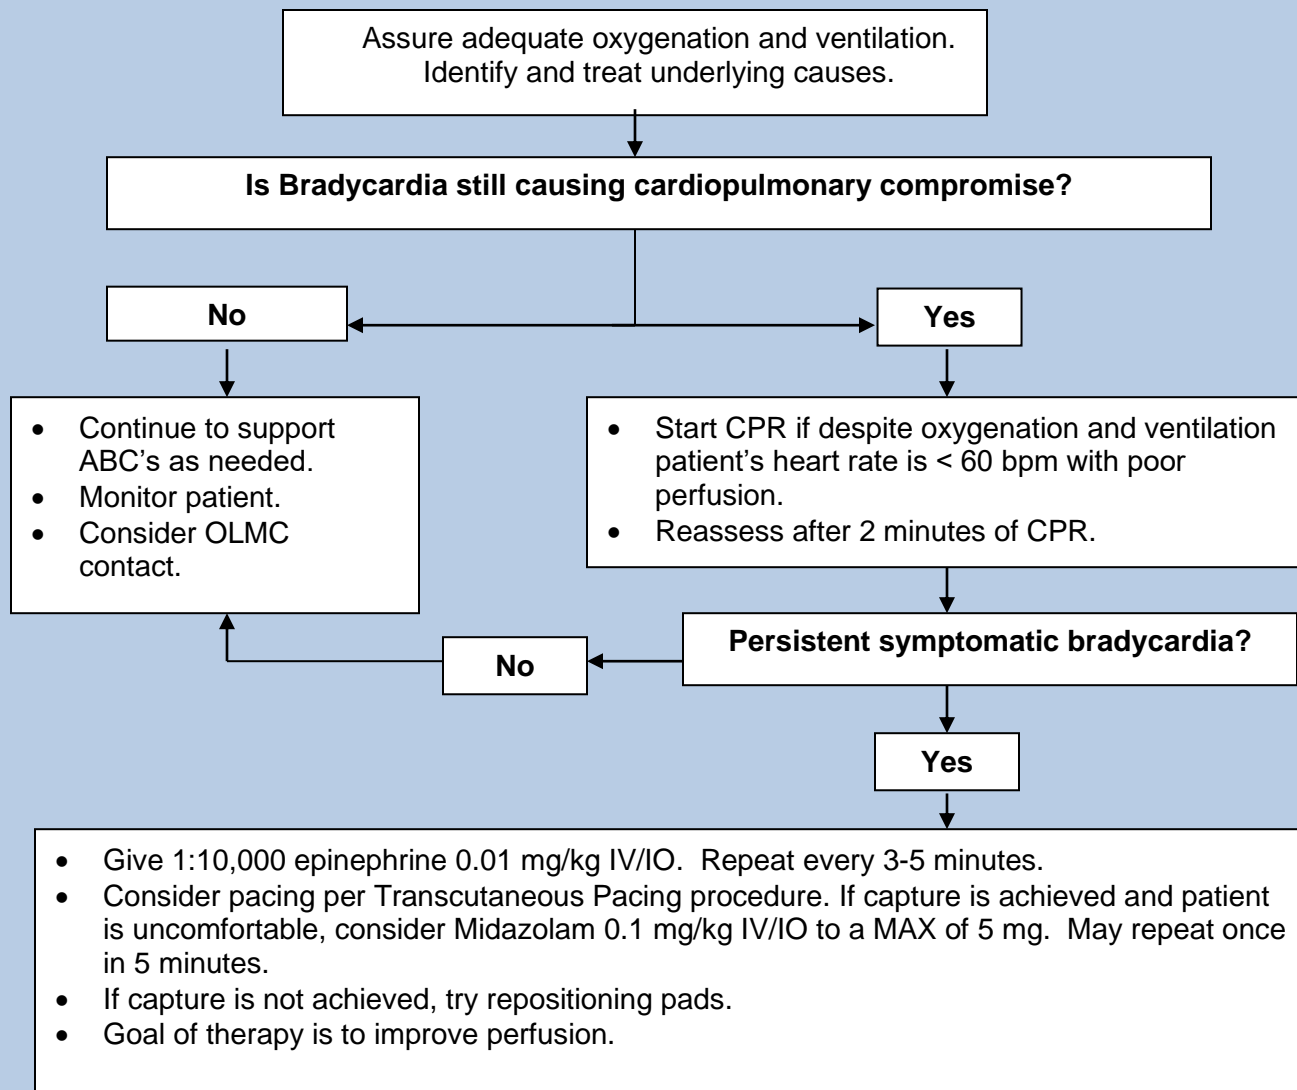 Assure adequate oxygenation and ventilation.
Identify and treat underlying causes.
Is Bradycardia still causing cardiopulmonary compromise?
No
Yes
• Continue to support
ABC's as needed.
• Monitor patient.
• Consider OLMC
contact.
• Start CPR if despite oxygenation and ventilation
patient's heart rate is < 60 bpm with poor
perfusion.
• Reassess after 2 minutes of CPR.
Persistent symptomatic bradycardia?
No
Yes
• Give 1:10,000 epinephrine 0.01 mg/kg IV/IO.  Repeat every 3-5 minutes.
• Consider pacing per Transcutaneous Pacing procedure. If capture is achieved and patient
is uncomfortable, consider Midazolam 0.1 mg/kg IV/IO to a MAX of 5 mg.  May repeat once
in 5 minutes.
• If capture is not achieved, try repositioning pads.
• Goal of therapy is to improve perfusion.